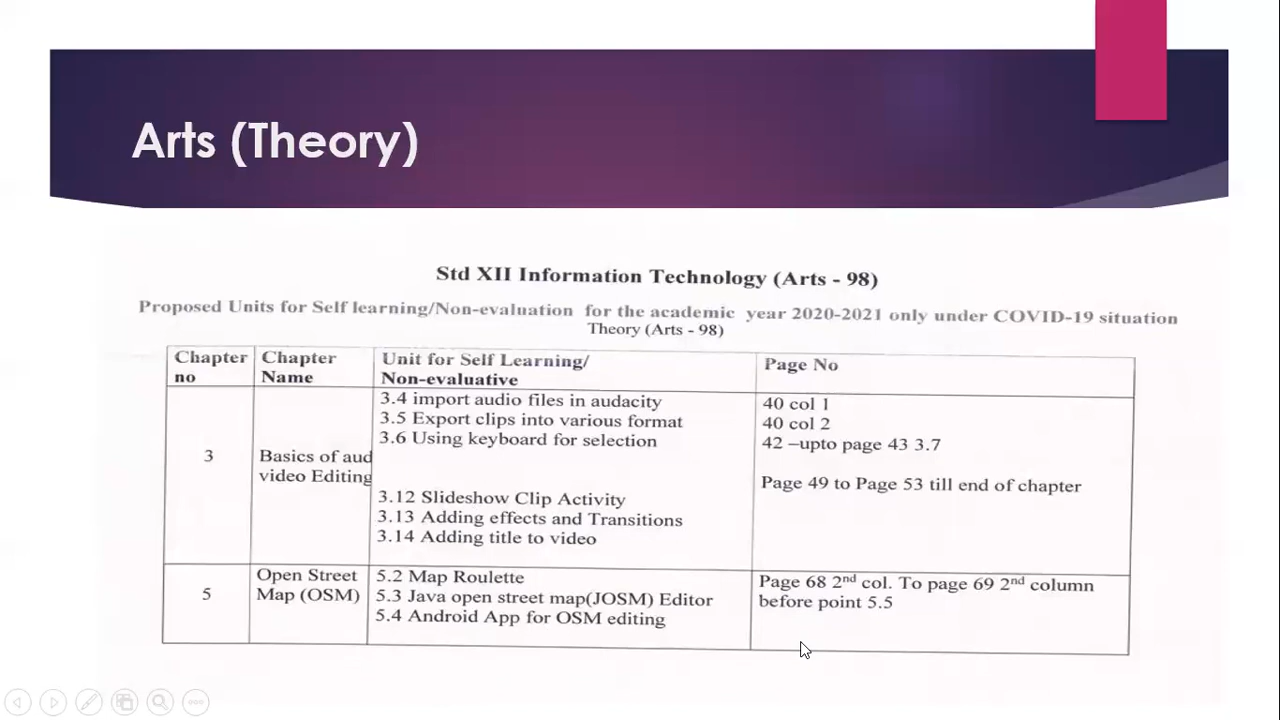 Arts (Theory)
Std XII Information Technology (Arts - 98)
Proposed Units for Self learning/Non-evaluation for the academic year 2020-2021 only under COVID-19 situation
Theory (Arts - 98)
Chapter no
Chapter Name
Unit for Self Learning/
Non-evaluative
Page No
3
Basics of aud
video Editing
3.4 import audio files in audacity
3.5 Export clips into various format
3.6 Using keyboard for selection
3.12 Slideshow Clip Activity
3.13 Adding effects and Transitions
3.14 Adding title to video
40 col 1
40 col 2
42 –upto page 43 3.7
Page 49 to Page 53 till end of chapter
5
Open Street
Map (OSM)
5.2 Map Roulette
5.3 Java open street map(JOSM) Editor
5.4 Android App for OSM editing
Page 68 2nd col. To page 69 2nd column
before point 5.5